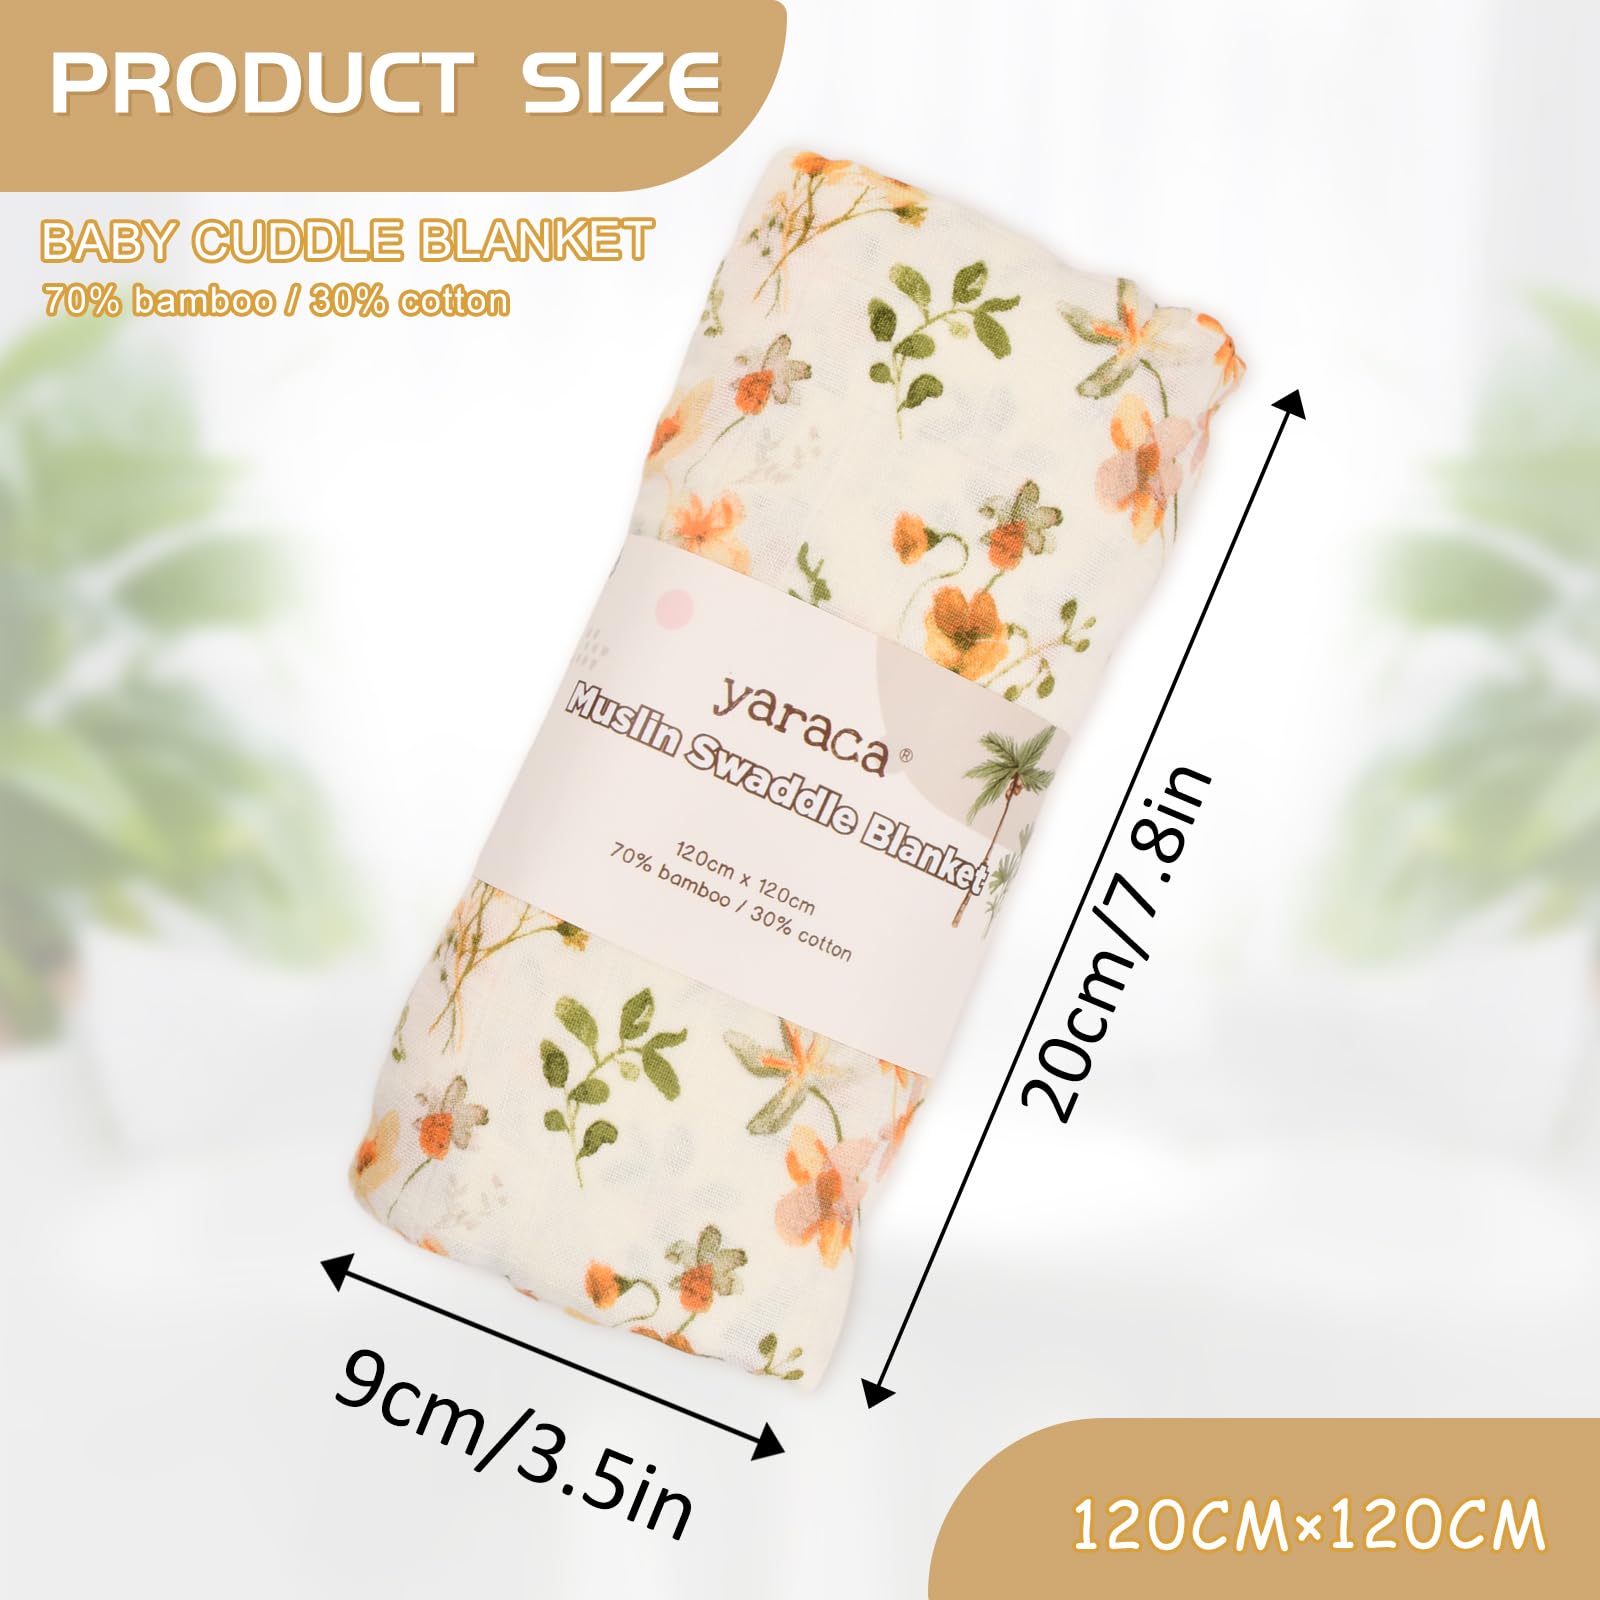 PRODUCT SIZE
BABY CUDDLE BLANKET
70% bamboo / 30% cotton
yaraca®
Muslin Swaddle Blanket
120cm x 120cm
70% bamboo / 30% cotton
20cm/7.8in
9cm/3.5in
120CM×120CM